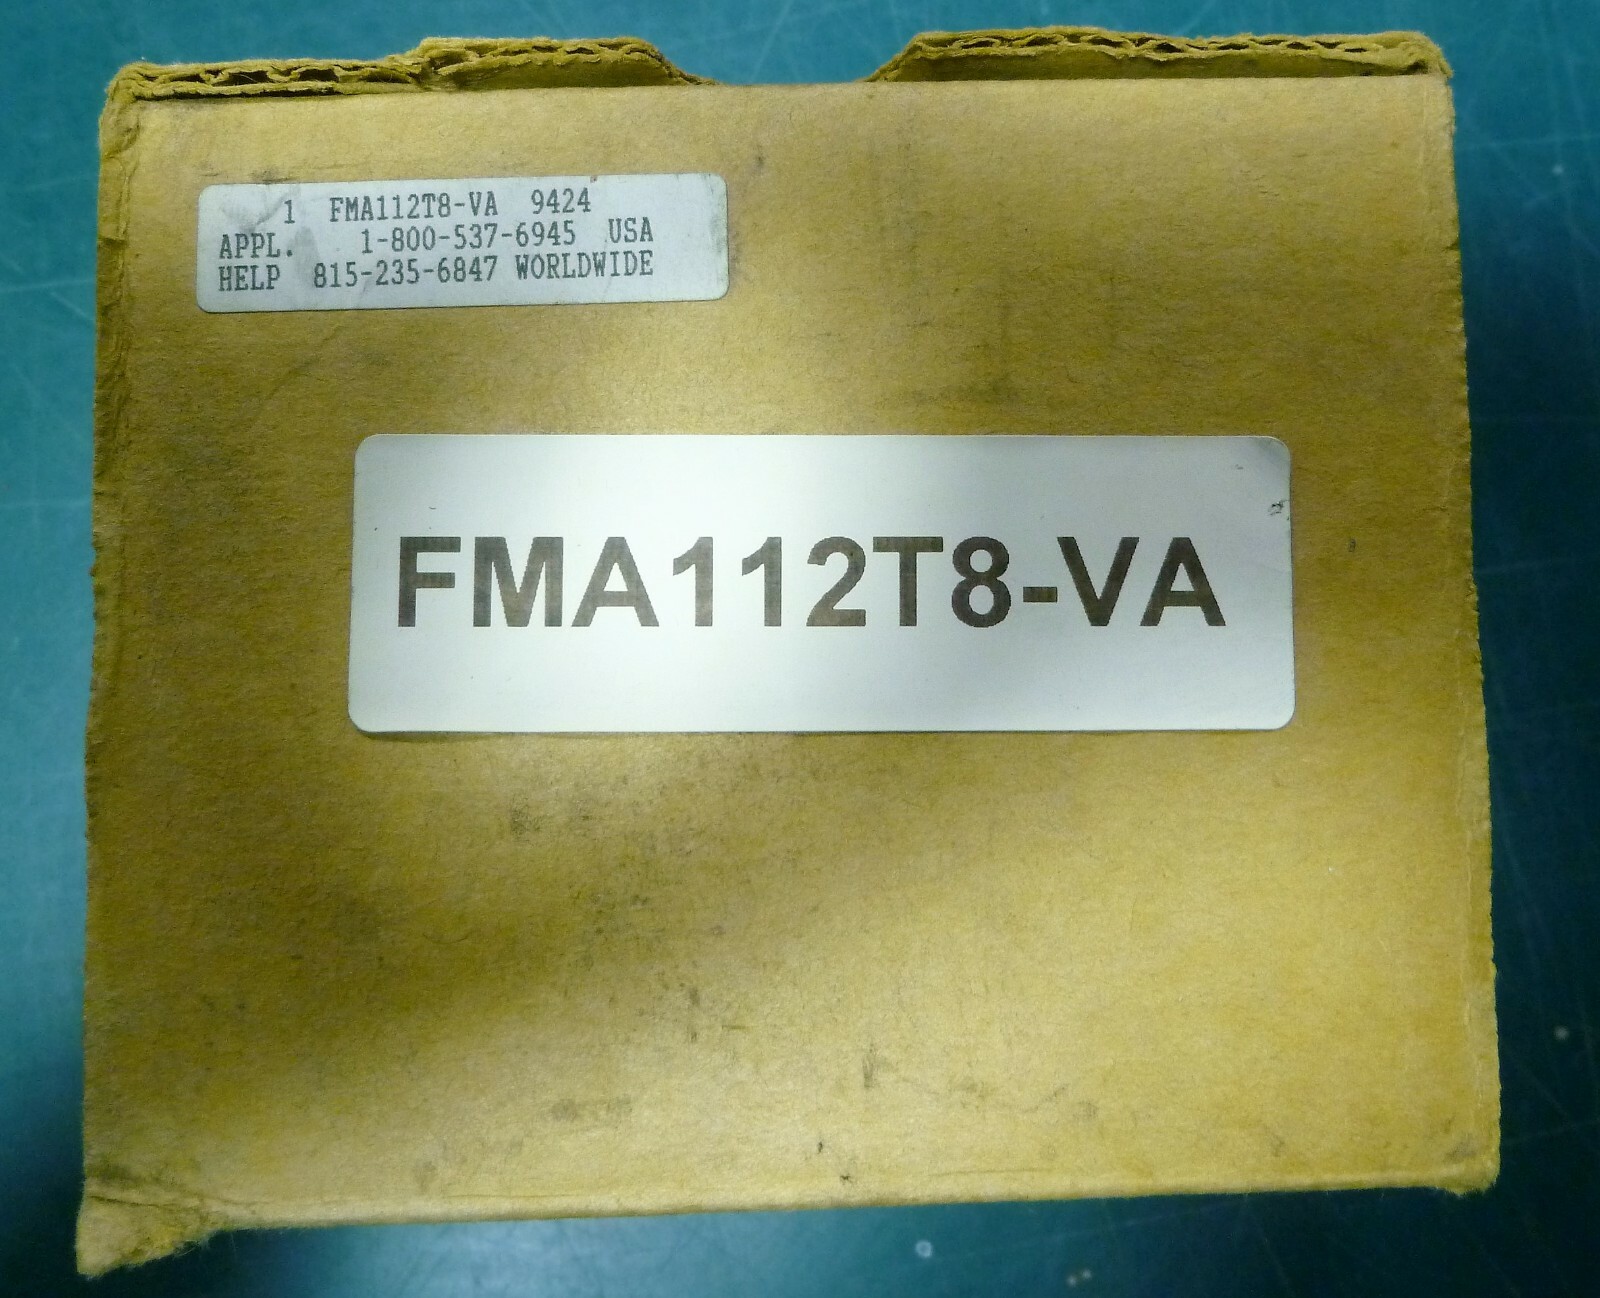 1 FMA112T8-VA 9424
APPL. 1-800-537-6945 USA
HELP 815-235-6847 WORLDWIDE
FMA112T8-VA